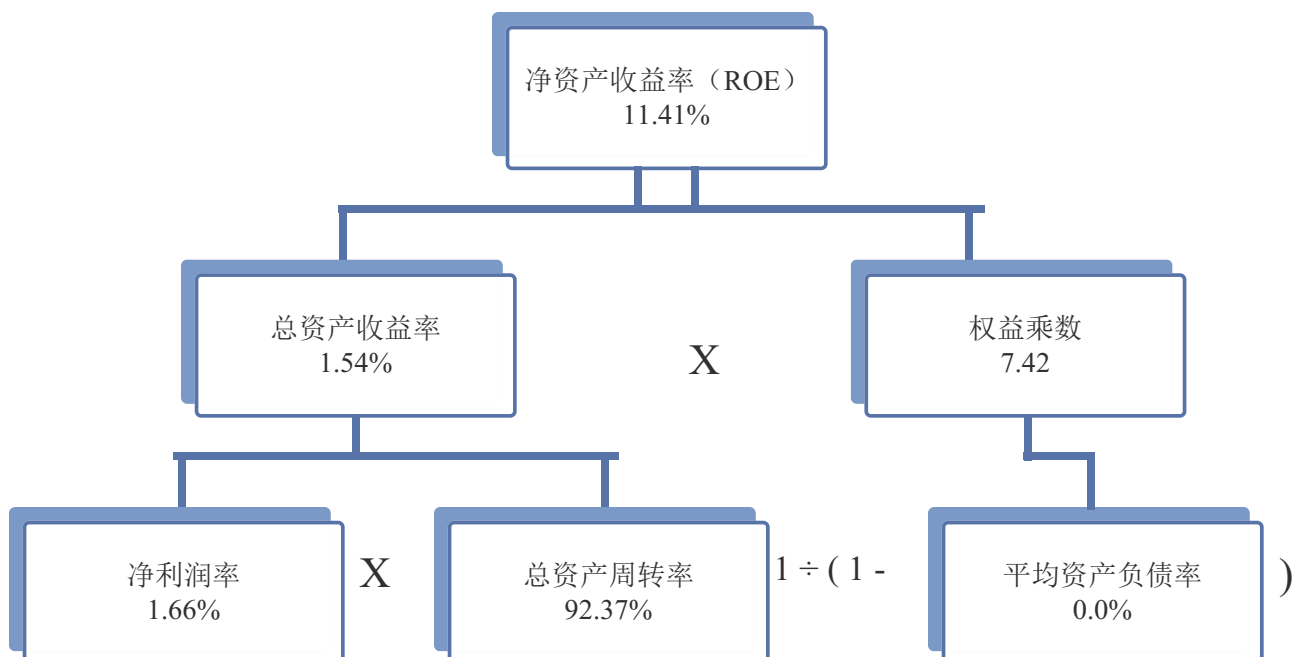 净资产收益率（ROE）
11.41%
总资产收益率
1.54%
X
权益乘数
7.42
净利润率
1.66%
X
总资产周转率
92.37%
1 ÷ ( 1 -
平均资产负债率
0.0%
)